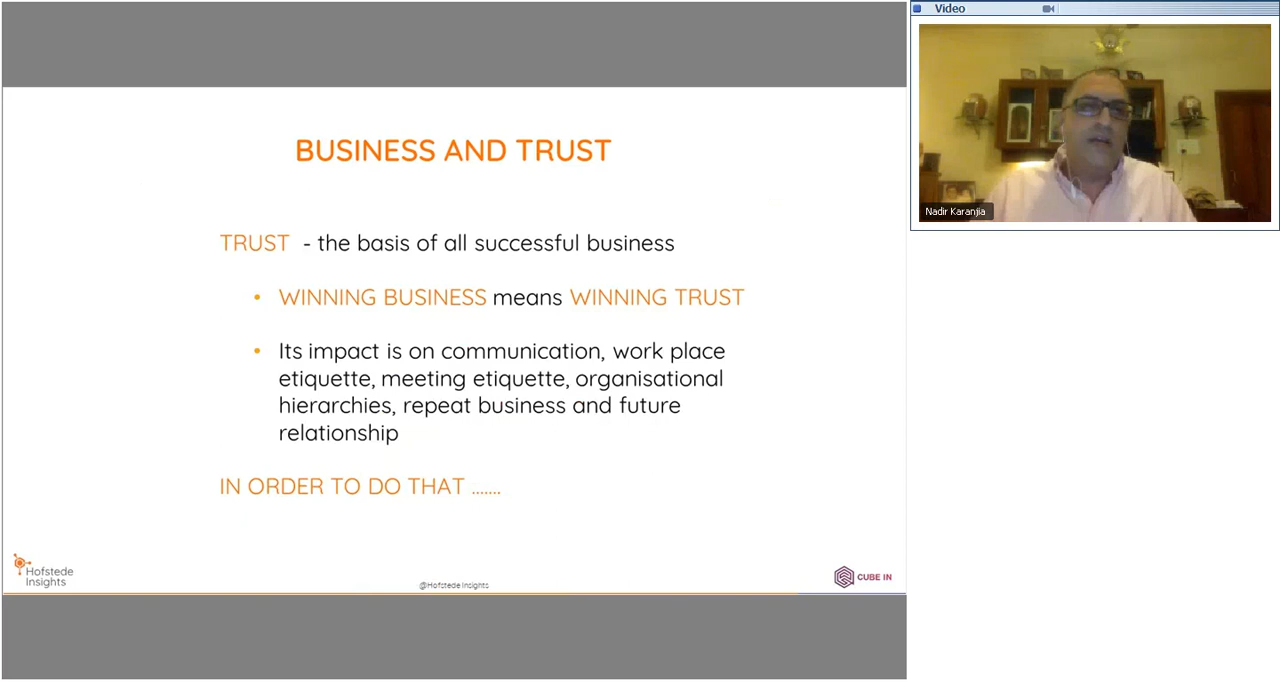 BUSINESS AND TRUST
TRUST - the basis of all successful business
• WINNING BUSINESS means WINNING TRUST
• Its impact is on communication, work place
etiquette, meeting etiquette, organisational
hierarchies, repeat business and future
relationship
IN ORDER TO DO THAT .......
Hofstede
Insights
@Hofstede Insights
CUBE IN
Video
Nadir Karanjia